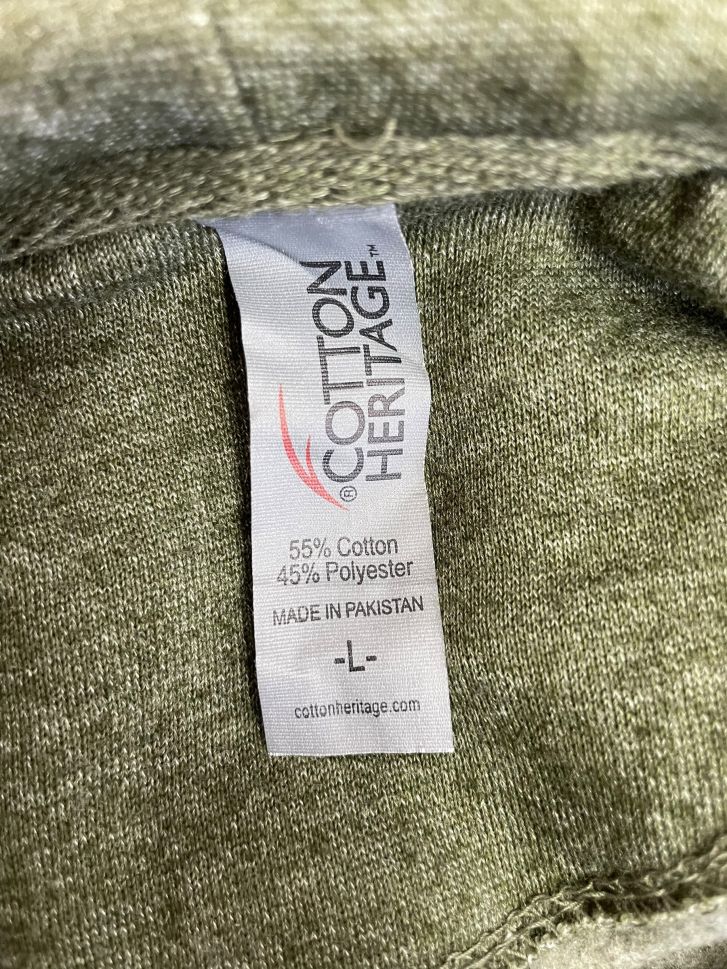 ®COTTON
HERITAGE™
55% Cotton
45% Polyester
MADE IN PAKISTAN
-L-
cottonheritage.com